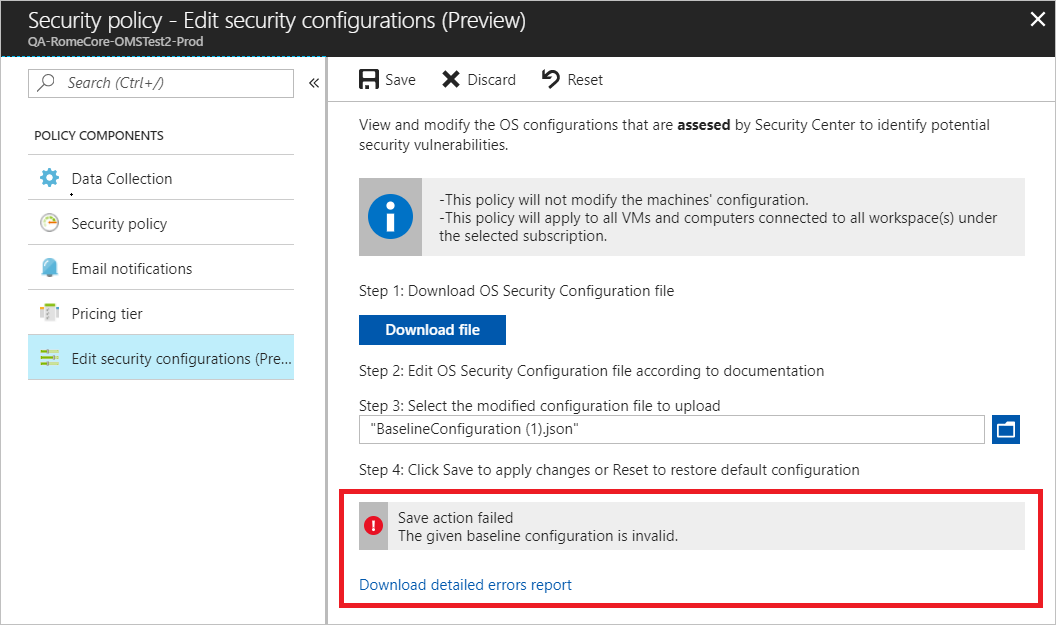 Security policy - Edit security configurations (Preview)
QA-RomeCore-OMSTest2-Prod
Search (Ctrl+/)
«
POLICY COMPONENTS
Data Collection
Security policy
Email notifications
Pricing tier
Edit security configurations (Pre...
Save
Discard
Reset
View and modify the OS configurations that are assesed by Security Center to identify potential
security vulnerabilities.
-This policy will not modify the machines' configuration.
-This policy will apply to all VMs and computers connected to all workspace(s) under
the selected subscription.
Step 1: Download OS Security Configuration file
Download file
Step 2: Edit OS Security Configuration file according to documentation
Step 3: Select the modified configuration file to upload
"BaselineConfiguration (1).json"
Step 4: Click Save to apply changes or Reset to restore default configuration
Save action failed
The given baseline configuration is invalid.
Download detailed errors report